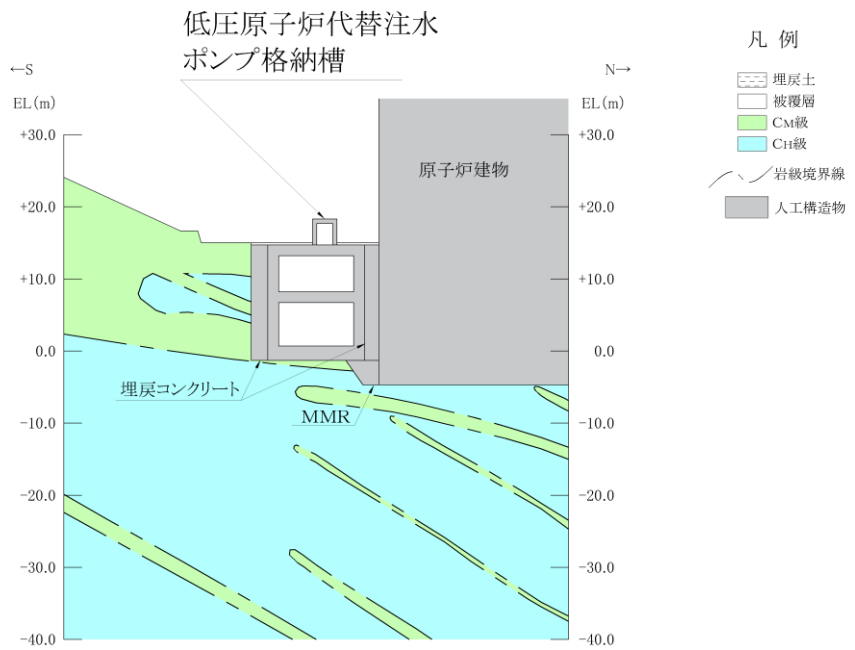 低圧原子炉代替注水
ポンプ格納槽
←S
N→
凡 例
EL(m)
EL(m)
埋戻土
被覆層
CM級
CH級
岩級境界線
人工構造物
+30.0
+20.0
+10.0
0.0
-10.0
-20.0
-30.0
-40.0
+30.0
+20.0
+10.0
0.0
-10.0
-20.0
-30.0
-40.0
原子炉建物
埋戻コンクリート
MMR